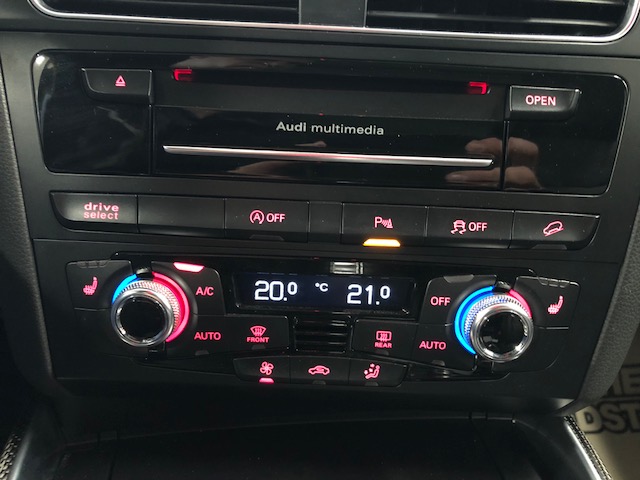 OPEN
Audi multimedia
drive
select
OFF
P
OFF
A/C
20.0 °C 21.0
OFF
AUTO
FRONT
REAR
AUTO